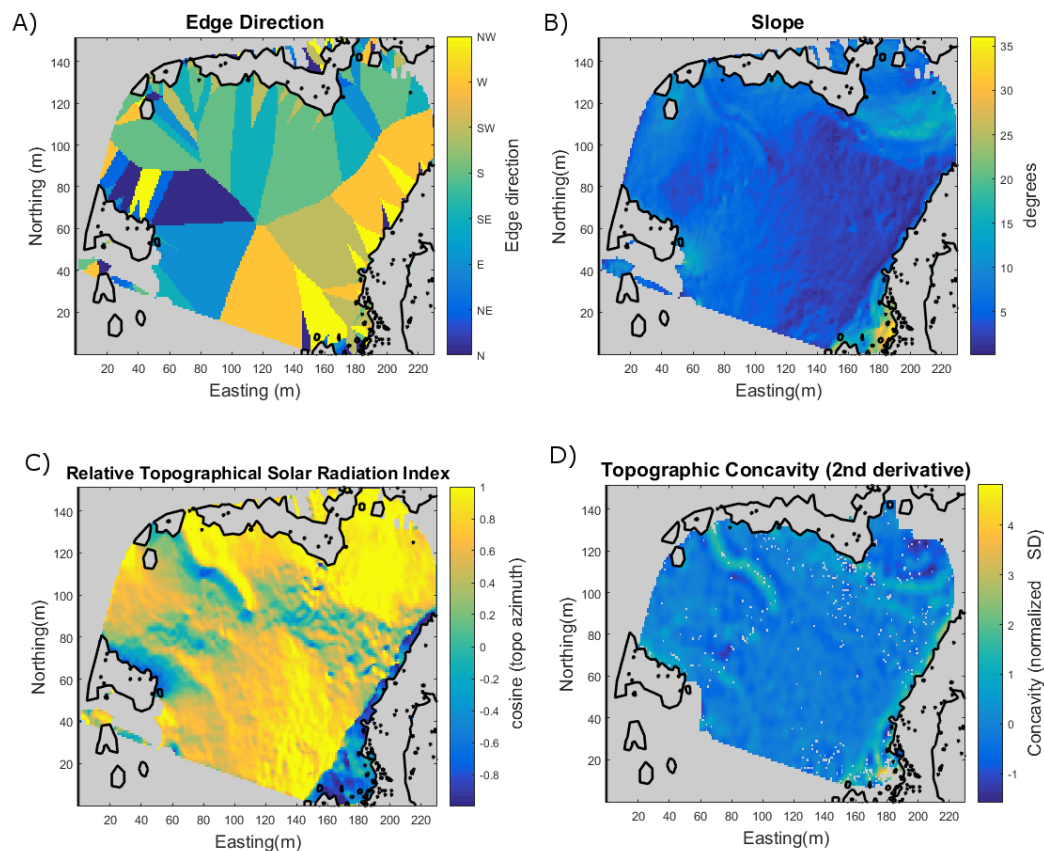 A)
Edge Direction
140
120
100
80
60
40
20
Northing (m)
20 40 60 80 100 120 140 160 180 200 220
Easting (m)
NW
W
SW
S
SE
E
NE
N
Edge direction
B)
Slope
140
120
100
80
60
40
20
Northing(m)
20 40 60 80 100 120 140 160 180 200 220
Easting(m)
35
30
25
20
15
10
5
degrees
C)
Relative Topographical Solar Radiation Index
140
120
100
80
60
40
20
Northing(m)
20 40 60 80 100 120 140 160 180 200 220
Easting(m)
1
0.8
0.6
0.4
0.2
0
-0.2
-0.4
-0.6
-0.8
cosine (topo azimuth)
D)
Topographic Concavity (2nd derivative)
140
120
100
80
60
40
20
Northing(m)
20 40 60 80 100 120 140 160 180 200 220
Easting(m)
4
3
2
1
0
-1
Concavity (normalized SD)